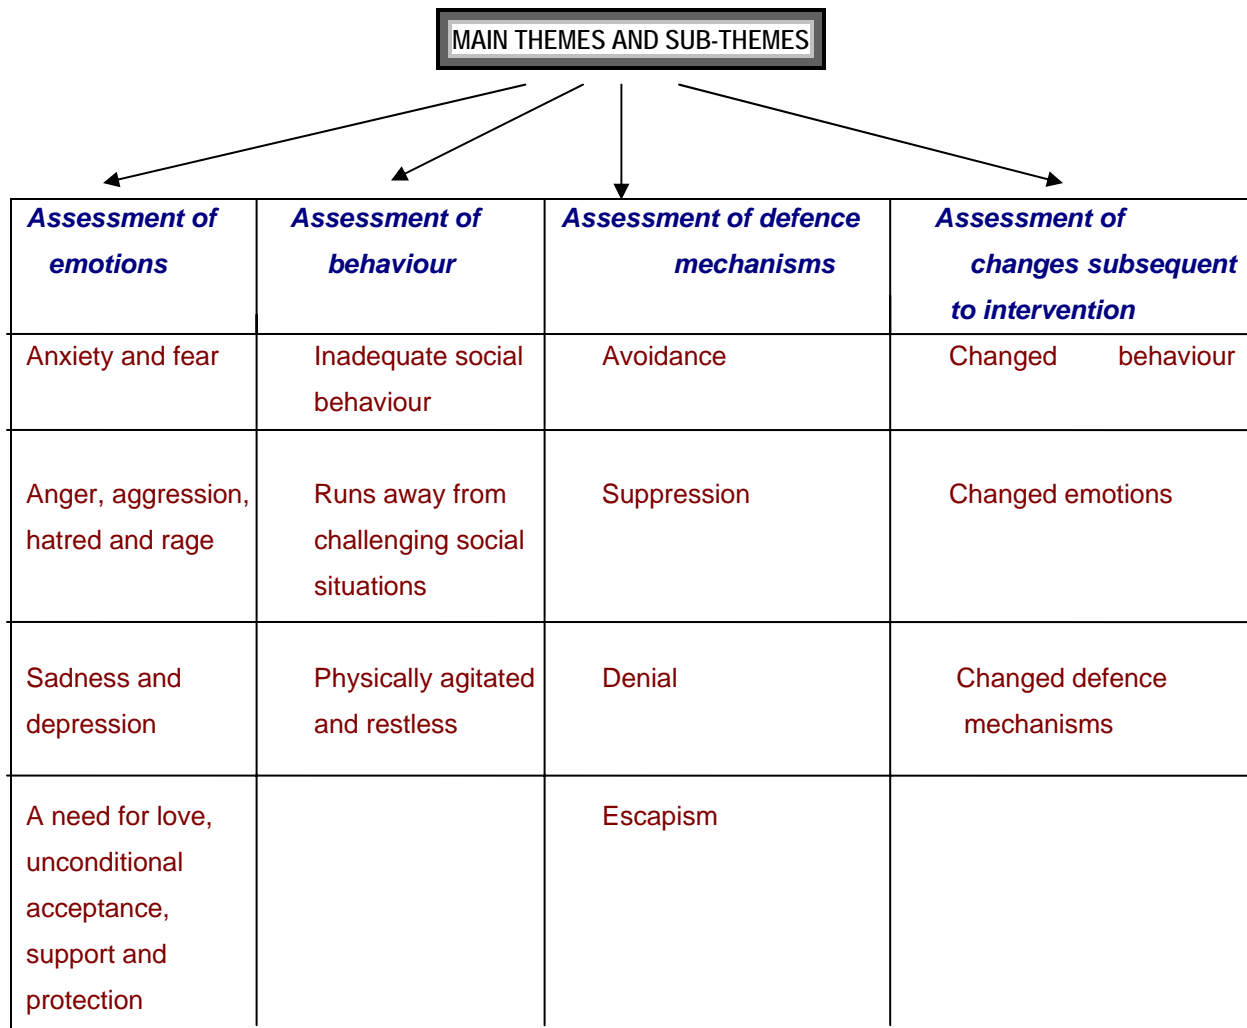 MAIN THEMES AND SUB-THEMES
Assessment of
emotions
Assessment of
behaviour
Assessment of defence
mechanisms
Assessment of
changes subsequent
to intervention
Anxiety and fear
Inadequate social
behaviour
Avoidance
Changed behaviour
Anger, aggression,
hatred and rage
Runs away from
challenging social
situations
Suppression
Changed emotions
Sadness and
depression
Physically agitated
and restless
Denial
Changed defence
mechanisms
A need for love,
unconditional
acceptance,
support and
protection
Escapism